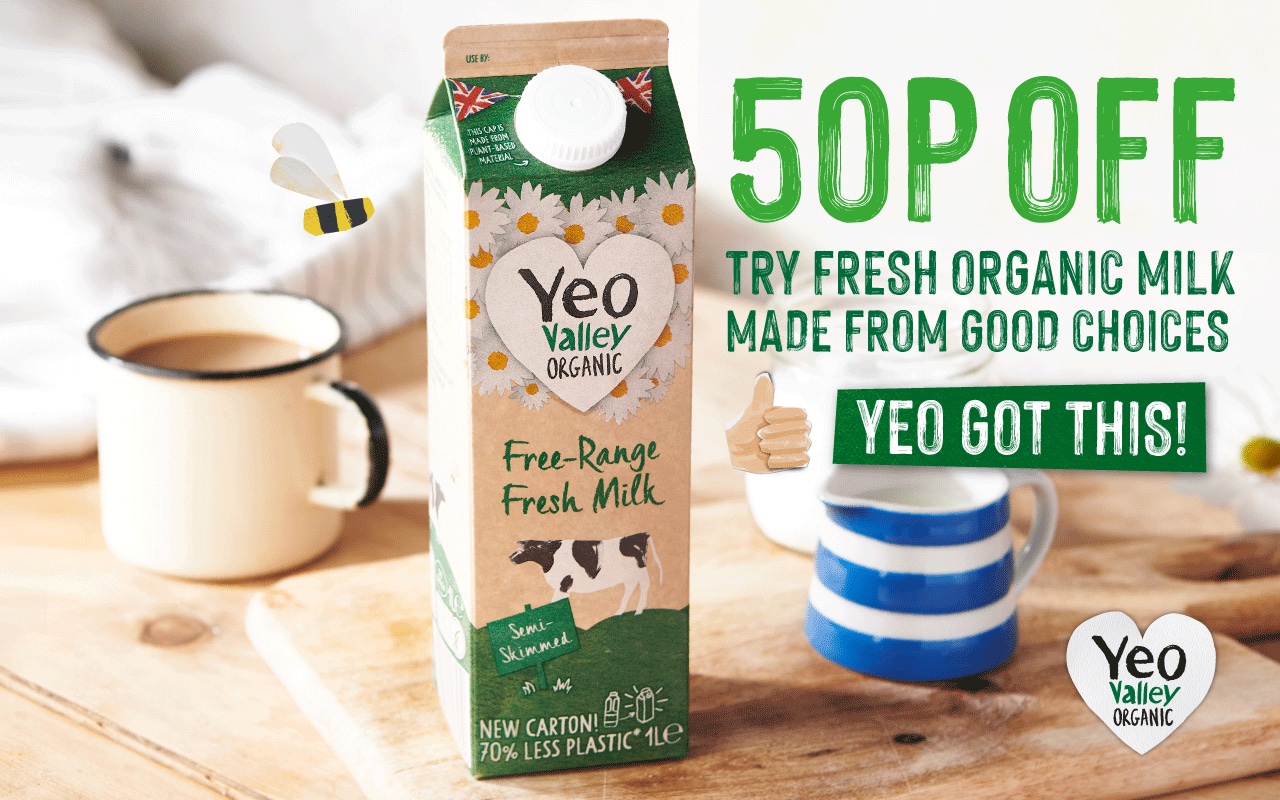 USE BY:
THIS CAP IS
MADE FROM
PLANT-BASED
MATERIAL
Yeo
Valley
ORGANIC
Free-Range
Fresh Milk
Semi-
Skimmed
NEW CARTON!
70% LESS PLASTIC* 1L℮
50P OFF
TRY FRESH ORGANIC MILK
MADE FROM GOOD CHOICES
YEO GOT THIS!
Yeo
Valley
ORGANIC